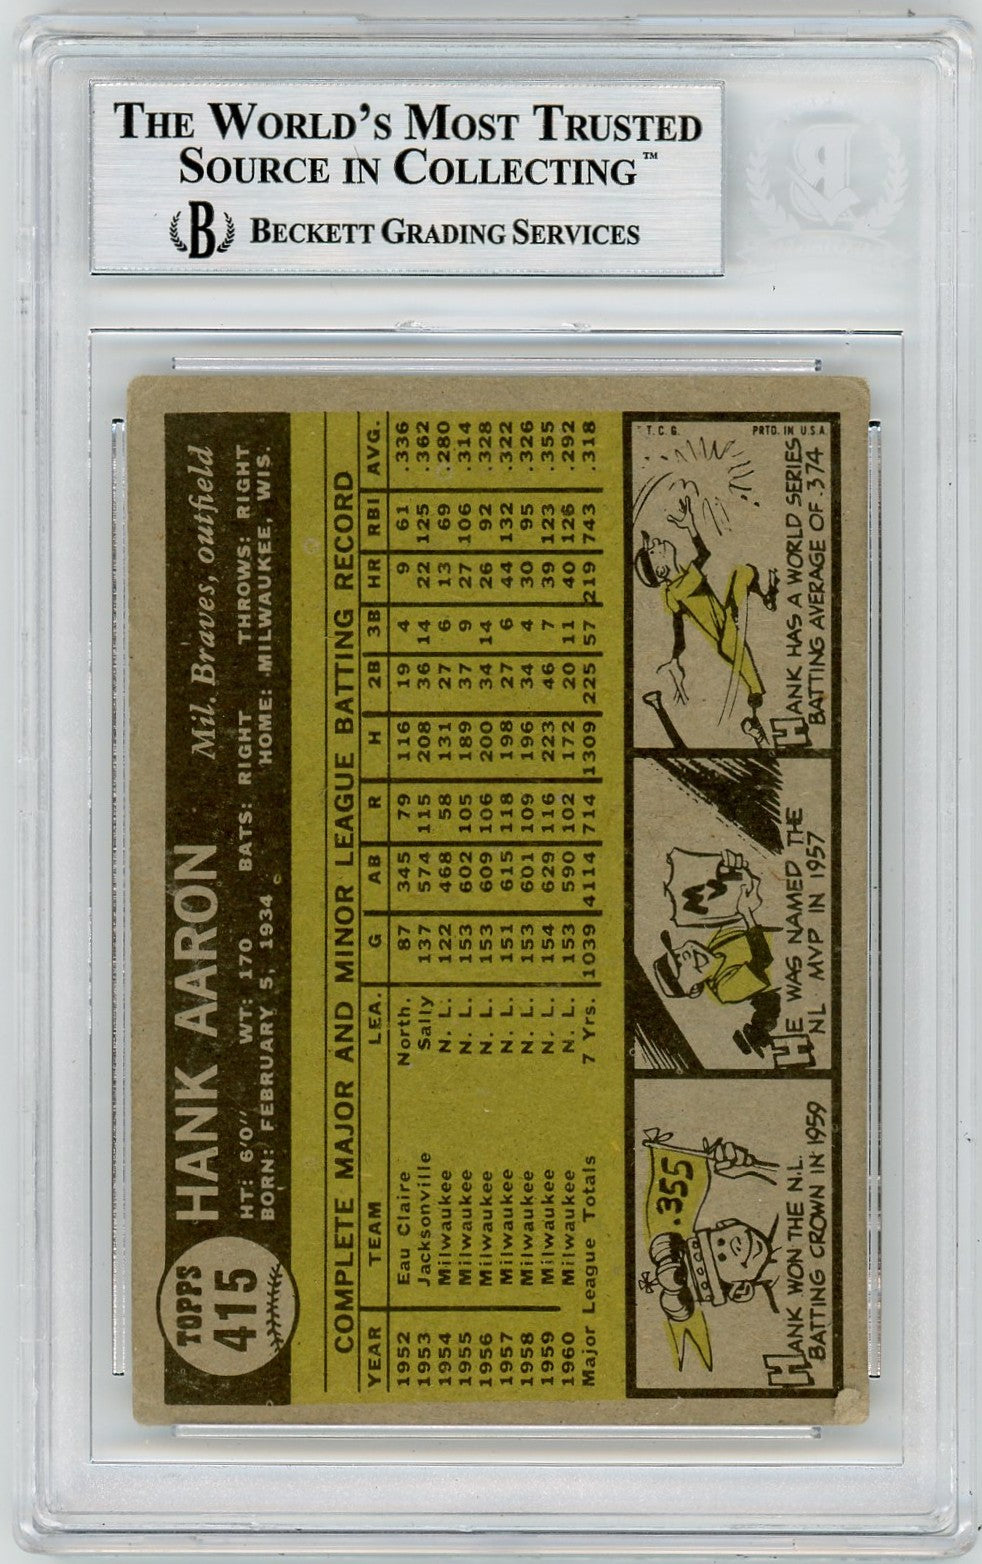 THE WORLD'S MOST TRUSTED
SOURCE IN COLLECTING™
B BECKETT GRADING SERVICES
TOPPS
415
HANK AARON Mil. Braves, outfield
HT: 6'0" WT: 170 BATS: RIGHT THROWS: RIGHT
BORN: FEBRUARY 5, 1934 HOME: MILWAUKEE, WIS.
COMPLETE MAJOR AND MINOR LEAGUE BATTING RECORD
YEAR TEAM LEA. G AB R H 2B 3B HR RBI AVG.
1952 Eau Claire North. 87 345 79 116 19 4 9 61 .336
1953 Jacksonville Sally 137 574 115 208 36 14 22 125 .362
1954 Milwaukee N. L. 122 468 58 131 27 6 13 69 .280
1955 Milwaukee N. L. 153 602 105 189 37 9 27 106 .314
1956 Milwaukee N. L. 153 609 106 200 34 14 26 92 .328
1957 Milwaukee N. L. 151 615 118 198 27 6 44 132 .322
1958 Milwaukee N. L. 153 601 109 196 34 4 30 95 .326
1959 Milwaukee N. L. 154 629 116 223 46 7 39 123 .355
1960 Milwaukee N. L. 153 590 102 172 20 11 40 126 .292
Major League Totals 7 Yrs. 1039 4114 714 1309 225 57 219 743 .318
.355
HANK WON THE N.L.
BATTING CROWN IN 1959
MVP
HE WAS NAMED THE
NL MVP IN 1957
T.C.G.
PRTD. IN U.S.A.
HANK HAS A WORLD SERIES
BATTING AVERAGE OF .374